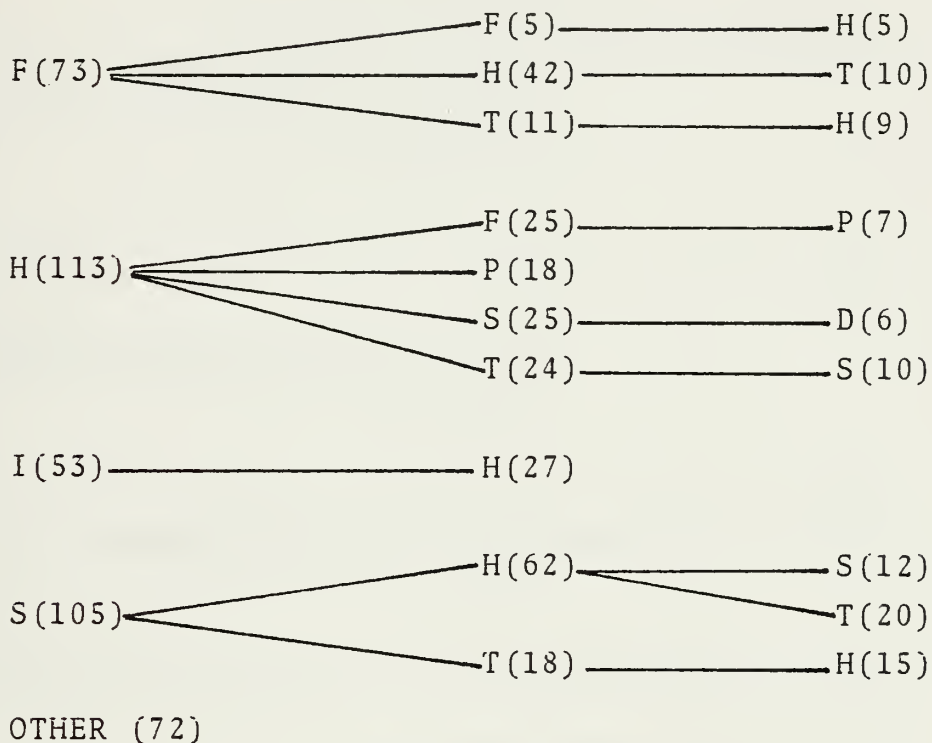 F(5) H(5)
F(73) H(42) T(10)
T(11) H(9)
F(25) P(7)
H(113) P(18)
S(25) D(6)
T(24) S(10)
I(53) H(27)
H(62) S(12)
S(105) T(20)
T(18) H(15)
OTHER (72)